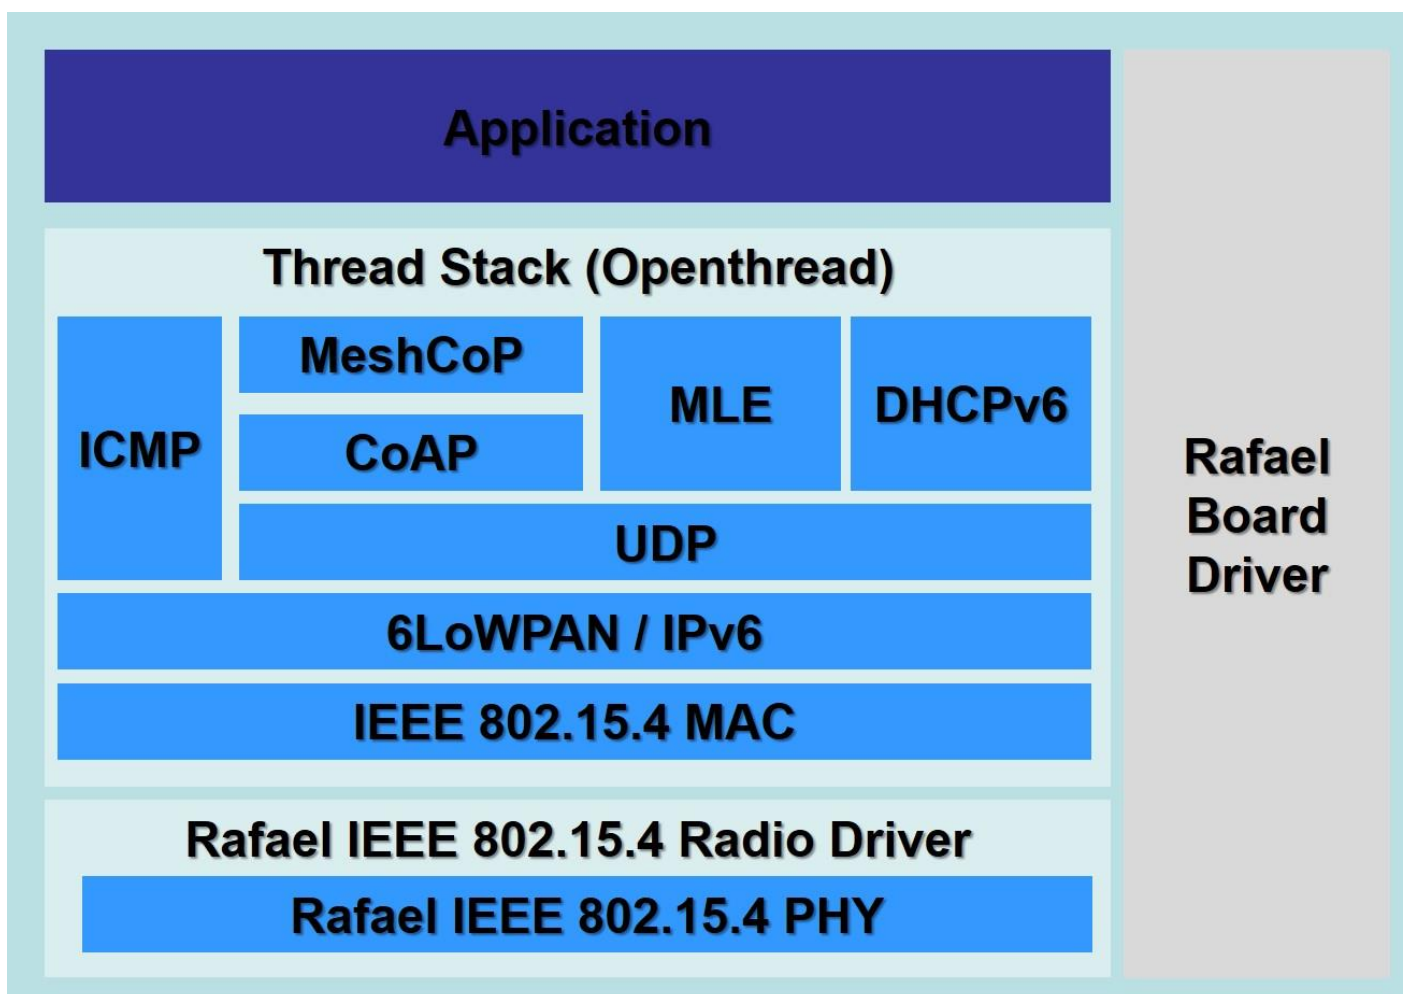 Application
Thread Stack (Openthread)
ICMP
MeshCoP
CoAP
MLE
DHCPv6
UDP
6LoWPAN / IPv6
IEEE 802.15.4 MAC
Rafael IEEE 802.15.4 Radio Driver
Rafael IEEE 802.15.4 PHY
Rafael
Board
Driver